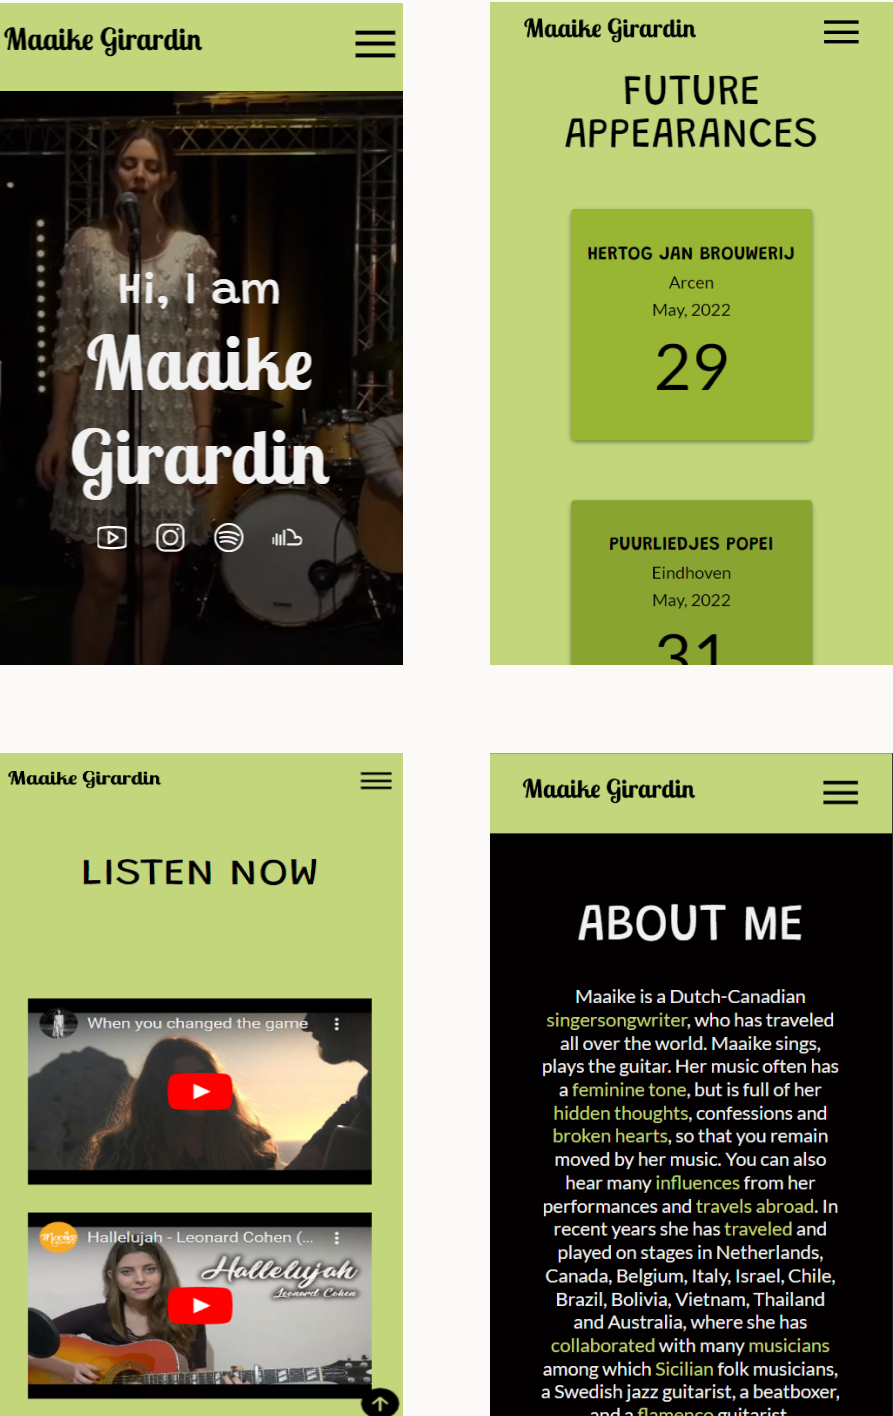 Maaike Girardin
Hi, I am
Maaike
Girardin
Maaike Girardin
FUTURE
APPEARANCES
HERTOG JAN BROUWERIJ
Arcen
May, 2022
29
PUURLIEDJES POPEI
Eindhoven
May, 2022
31
Maaike Girardin
LISTEN NOW
When you changed the game
Hallelujah - Leonard Cohen (...
Hallelujah
Leonard Cohen
Maaike Girardin
ABOUT ME
Maaike is a Dutch-Canadian
singersongwriter, who has traveled
all over the world. Maaike sings,
plays the guitar. Her music often has
a feminine tone, but is full of her
hidden thoughts, confessions and
broken hearts, so that you remain
moved by her music. You can also
hear many influences from her
performances and travels abroad. In
recent years she has traveled and
played on stages in Netherlands,
Canada, Belgium, Italy, Israel, Chile,
Brazil, Bolivia, Vietnam, Thailand
and Australia, where she has
collaborated with many musicians
among which Sicilian folk musicians,
a Swedish jazz guitarist, a beatboxer,
and a flamenco guitarist